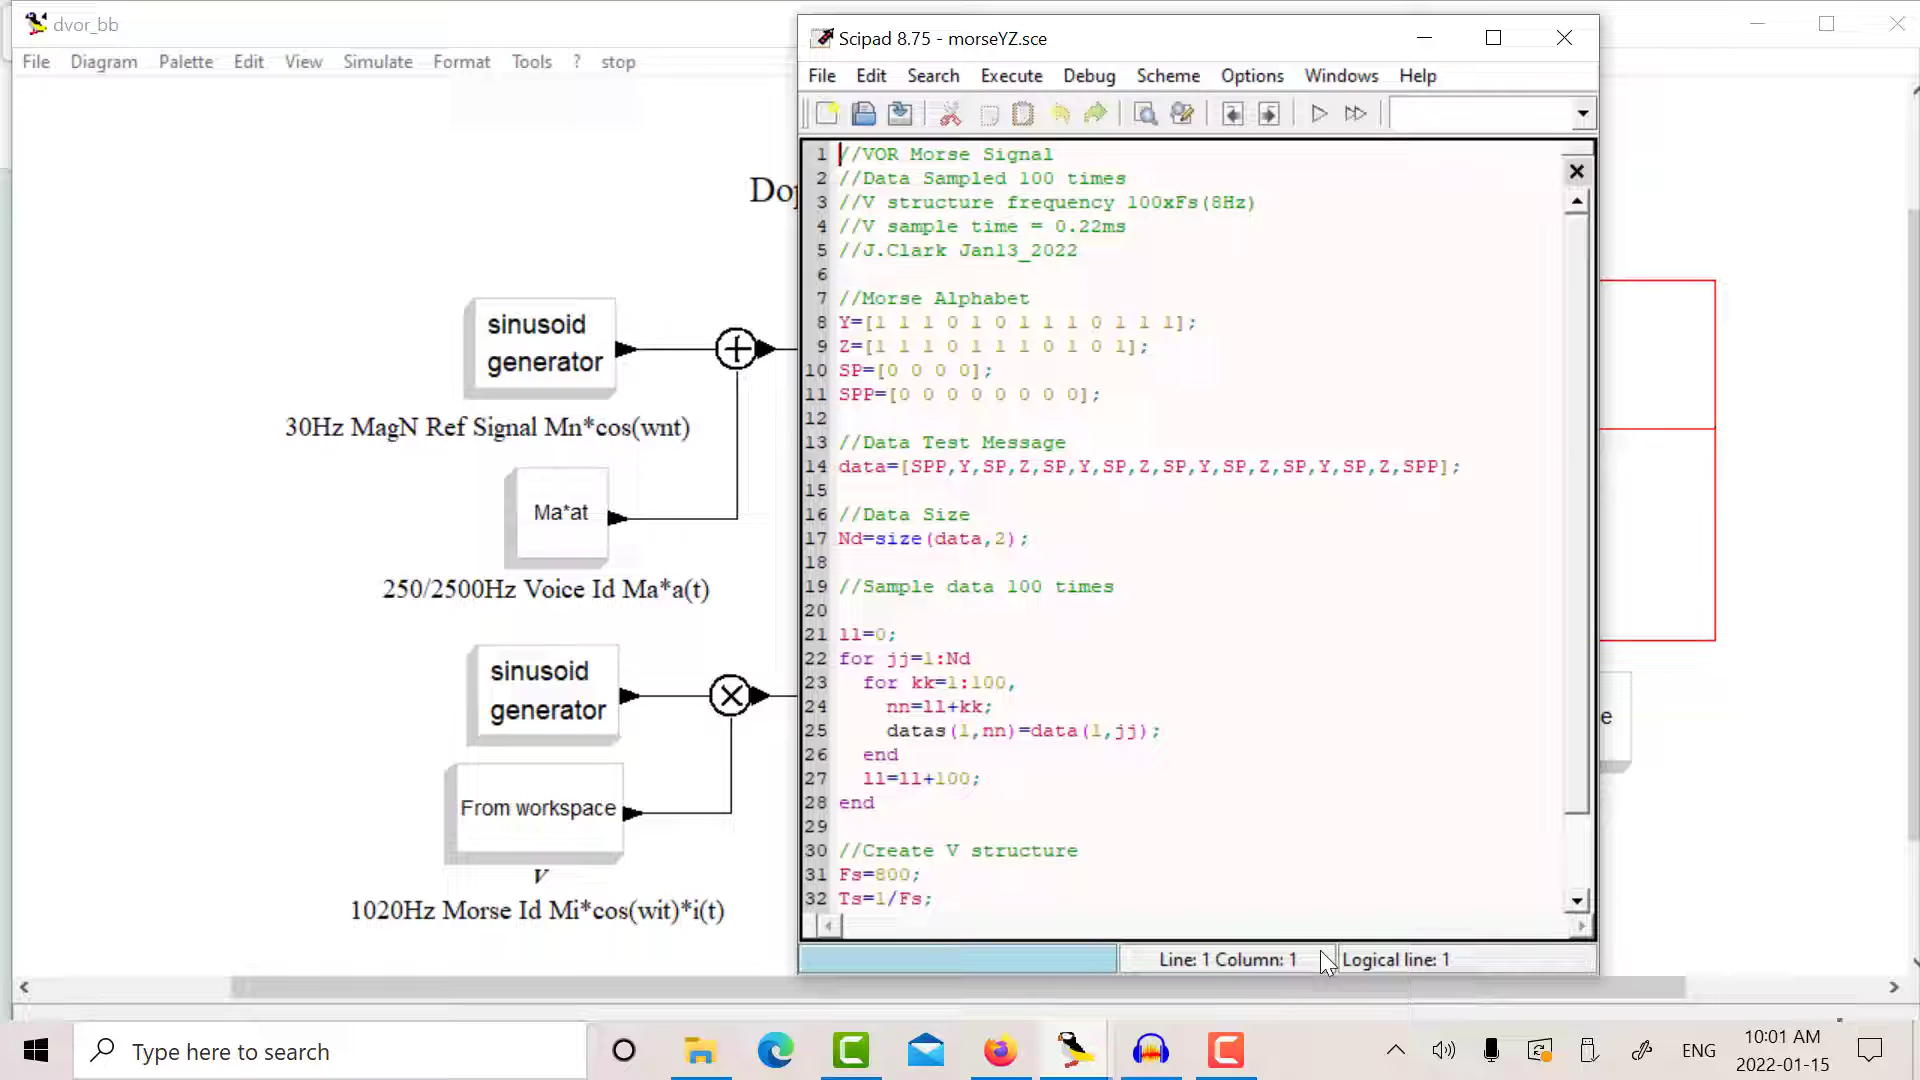 dvor_bb
File Diagram Palette Edit View Simulate Format Tools ? stop
sinusoid
generator
30Hz MagN Ref Signal Mn*cos(wnt)
Ma*at
250/2500Hz Voice Id Ma*a(t)
sinusoid
generator
From workspace
V
1020Hz Morse Id Mi*cos(wit)*i(t)
Scipad 8.75 - morseYZ.sce
File Edit Search Execute Debug Scheme Options Windows Help
1 //VOR Morse Signal
2 //Data Sampled 100 times
3 //V structure frequency 100xFs(8Hz)
4 //V sample time = 0.22ms
5 //J.Clark Jan13_2022
6
7 //Morse Alphabet
8 Y=[1 1 1 0 1 0 1 1 1 0 1 1 1];
9 Z=[1 1 1 0 1 1 1 0 1 0 1];
10 SP=[0 0 0 0];
11 SPP=[0 0 0 0 0 0 0 0];
12
13 //Data Test Message
14 data=[SPP,Y,SP,Z,SP,Y,SP,Z,SP,Y,SP,Z,SP,Y,SP,Z,SPP];
15
16 //Data Size
17 Nd=size(data,2);
18
19 //Sample data 100 times
20
21 ll=0;
22 for jj=1:Nd
23 for kk=1:100,
24 nn=ll+kk;
25 datas(1,nn)=data(1,jj);
26 end
27 ll=ll+100;
28 end
29
30 //Create V structure
31 Fs=800;
32 Ts=1/Fs;
Line: 1 Column: 1 Logical line: 1
Type here to search
ENG
10:01 AM
2022-01-15